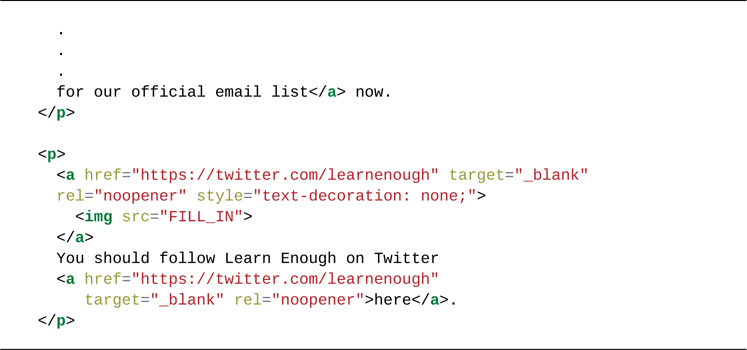 .
.
.
for our official email list</a> now.
</p>
<p>
<a href="https://twitter.com/learnenough" target="_blank"
rel="noopener" style="text-decoration: none;">
<img src="FILL_IN">
</a>
You should follow Learn Enough on Twitter
<a href="https://twitter.com/learnenough"
target="_blank" rel="noopener">here</a>.
</p>